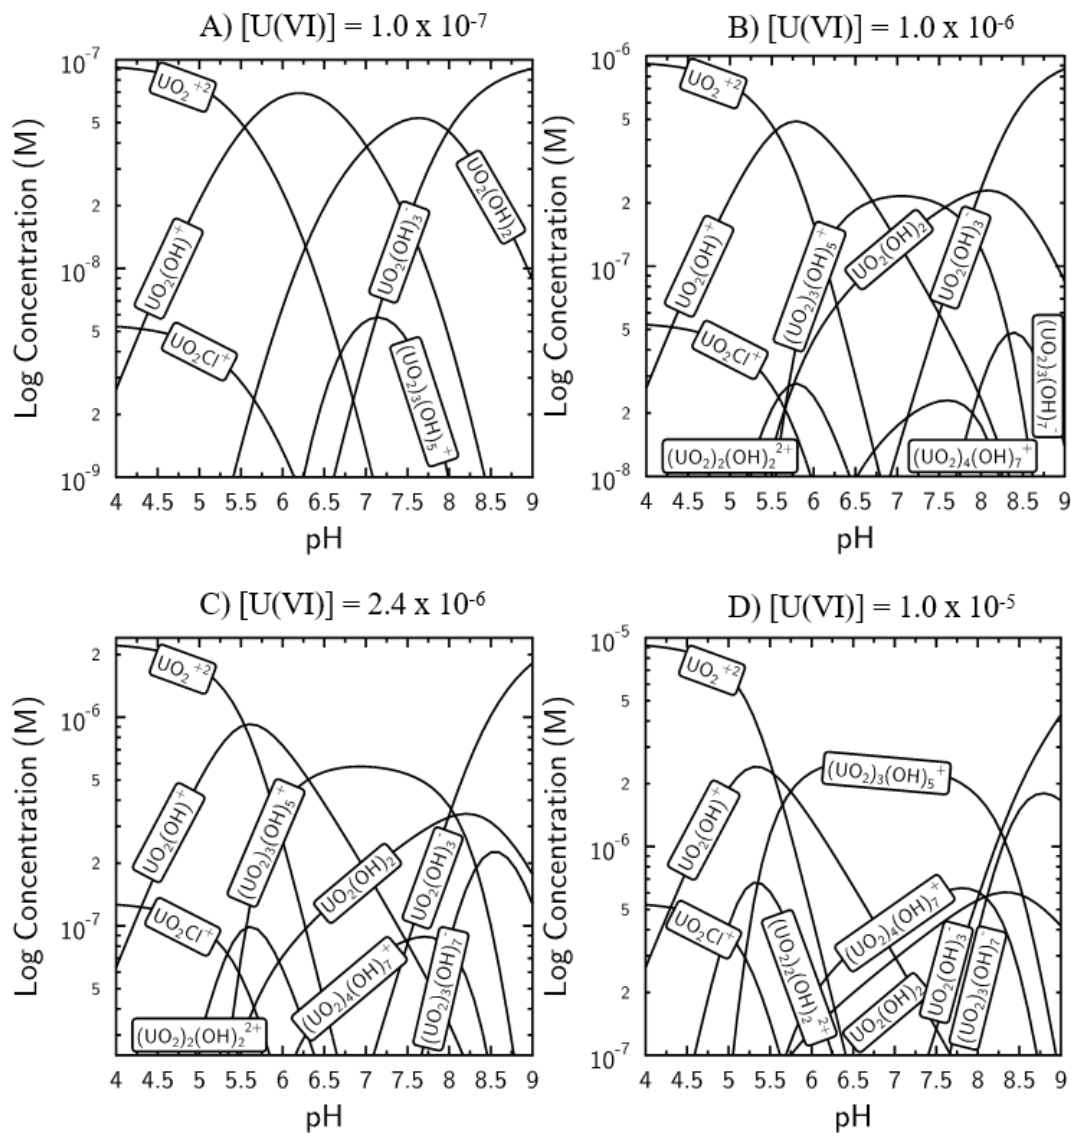 A) [U(VI)] = 1.0 x 10⁻⁷
Log Concentration (M)
10⁻⁷
5
2
10⁻⁸
5
2
10⁻⁹
UO₂⁺²
UO₂(OH)⁺
UO₂Cl⁺
UO₂(OH)₃⁻
UO₂(OH)₂
(UO₂)₃(OH)₅⁺
4 4.5 5 5.5 6 6.5 7 7.5 8 8.5 9
pH
B) [U(VI)] = 1.0 x 10⁻⁶
Log Concentration (M)
10⁻⁶
5
2
10⁻⁷
5
2
10⁻⁸
UO₂⁺²
UO₂(OH)⁺
UO₂Cl⁺
(UO₂)₃(OH)₅⁺
UO₂(OH)₂
UO₂(OH)₃⁻
(UO₂)₃(OH)₇⁻
(UO₂)₂(OH)₂²⁺
(UO₂)₄(OH)₇⁺
4 4.5 5 5.5 6 6.5 7 7.5 8 8.5 9
pH
C) [U(VI)] = 2.4 x 10⁻⁶
Log Concentration (M)
2
10⁻⁶
5
2
10⁻⁷
5
UO₂⁺²
UO₂(OH)⁺
UO₂Cl⁺
(UO₂)₃(OH)₅⁺
UO₂(OH)₂
UO₂(OH)₃⁻
(UO₂)₄(OH)₇⁺
(UO₂)₃(OH)₇⁻
(UO₂)₂(OH)₂²⁺
4 4.5 5 5.5 6 6.5 7 7.5 8 8.5 9
pH
D) [U(VI)] = 1.0 x 10⁻⁵
Log Concentration (M)
10⁻⁵
5
2
10⁻⁶
5
2
10⁻⁷
UO₂⁺²
UO₂(OH)⁺
UO₂Cl⁺
(UO₂)₃(OH)₅⁺
(UO₂)₂(OH)₂²⁺
(UO₂)₄(OH)₇⁺
UO₂(OH)₂
UO₂(OH)₃⁻
(UO₂)₃(OH)₇⁻
4 4.5 5 5.5 6 6.5 7 7.5 8 8.5 9
pH